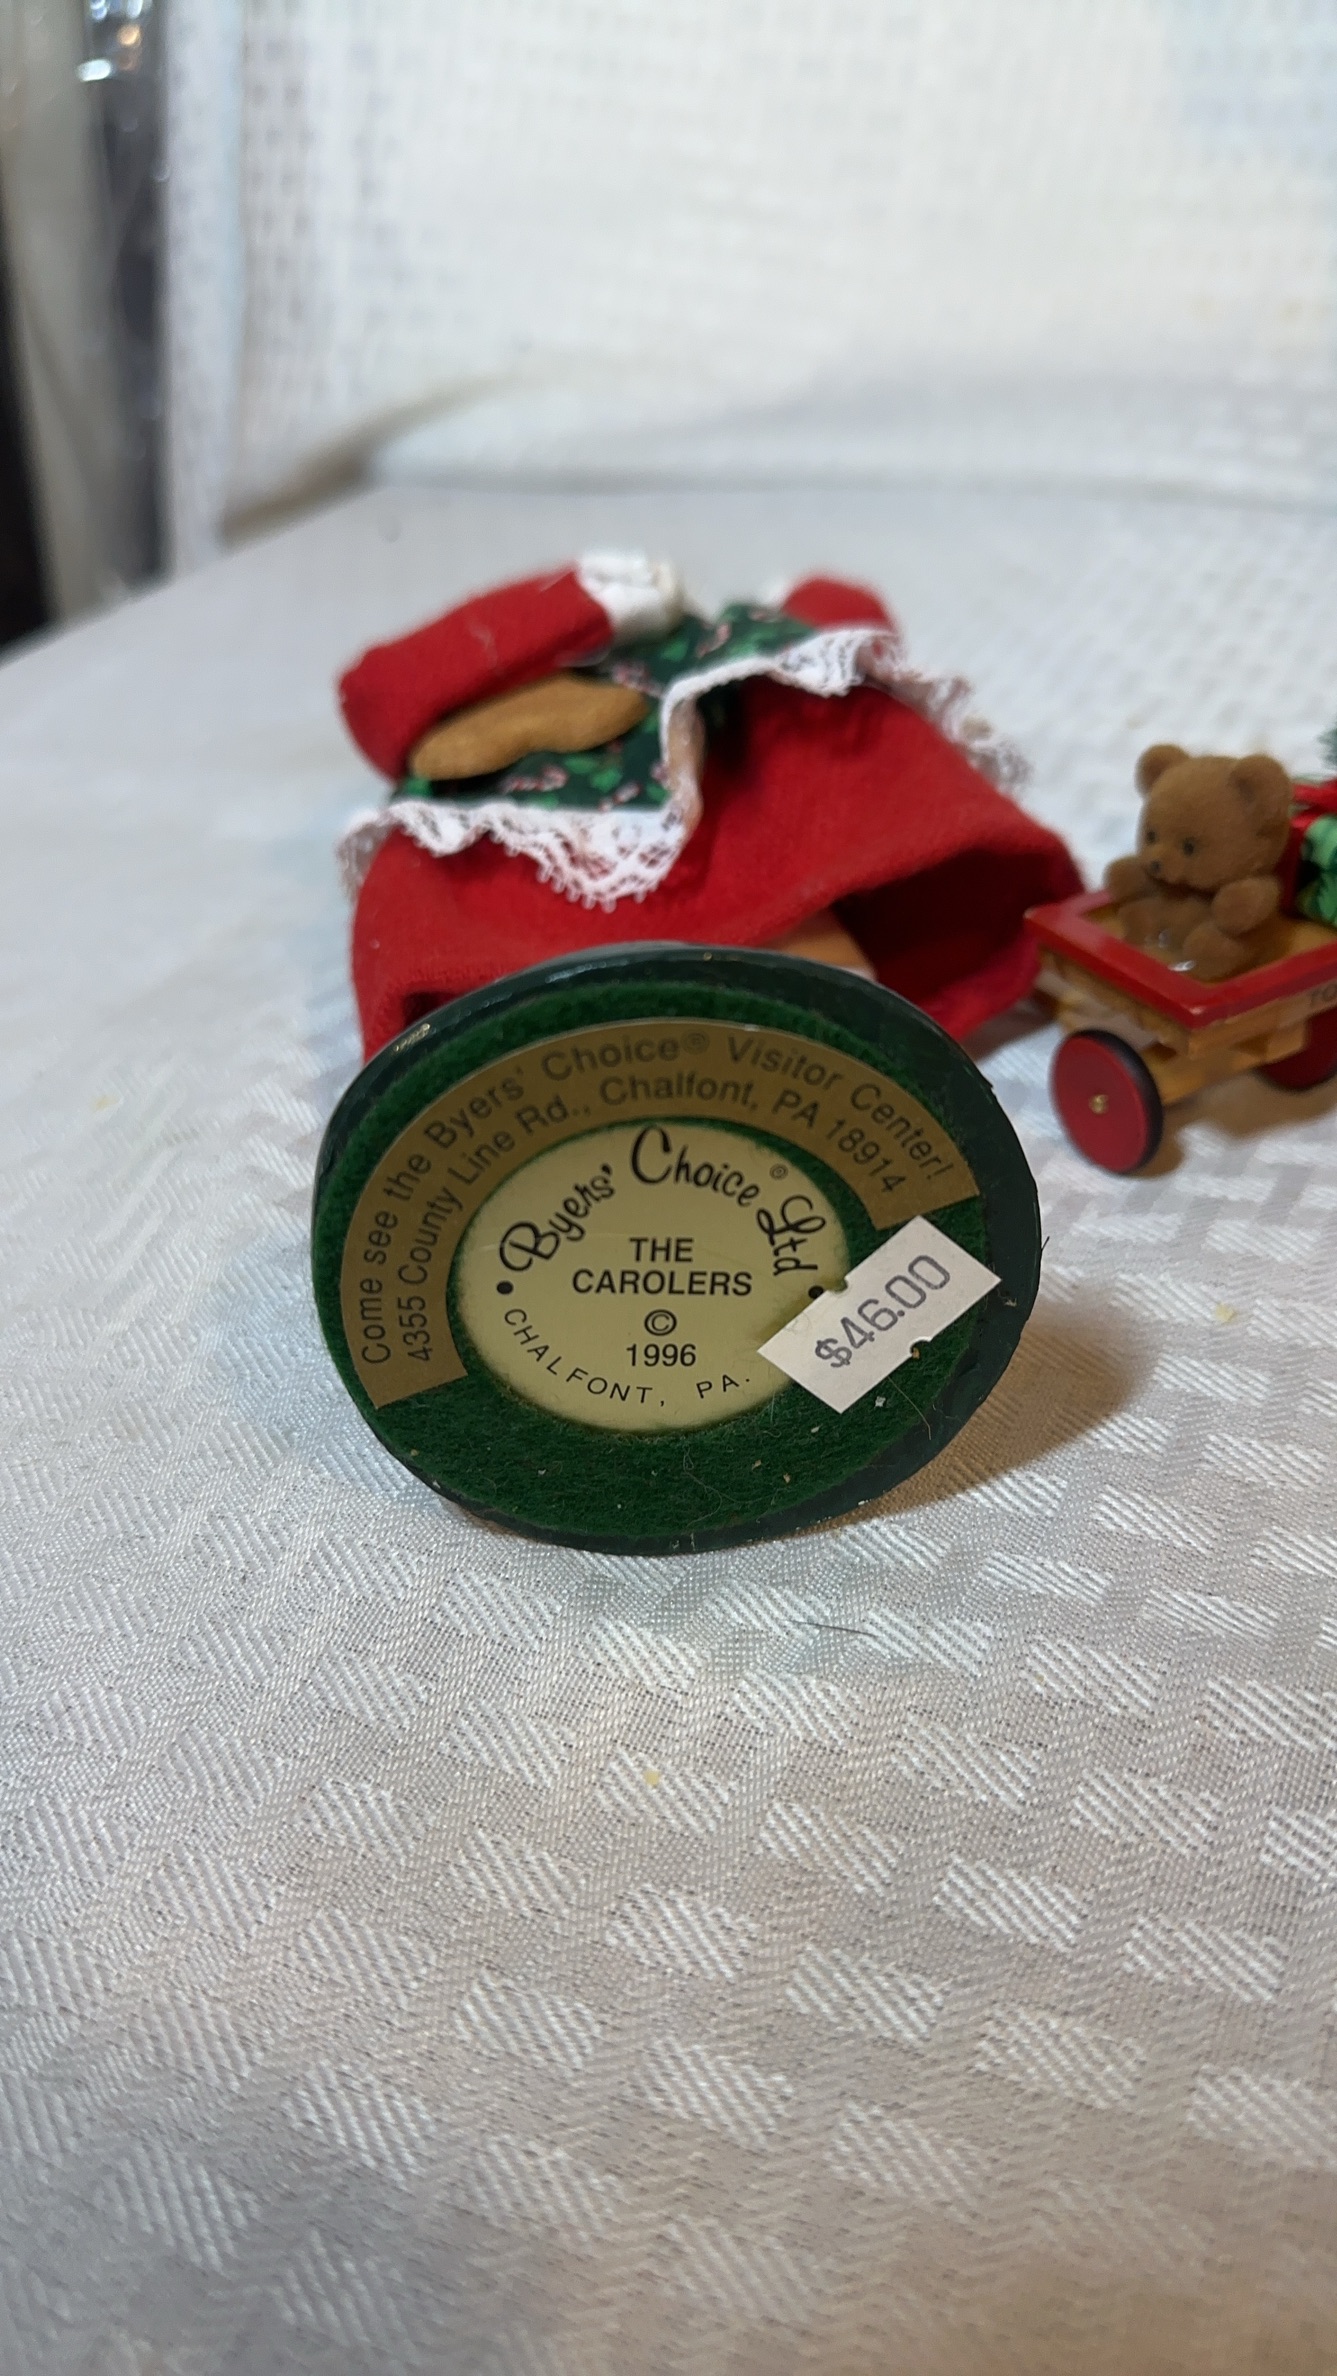 Come see the Byers' Choice® Visitor Center!
4355 County Line Rd., Chalfont, PA 18914
Byers' Choice® Ltd
THE
CAROLERS
©
1996
• CHALFONT, PA. •
$46.00